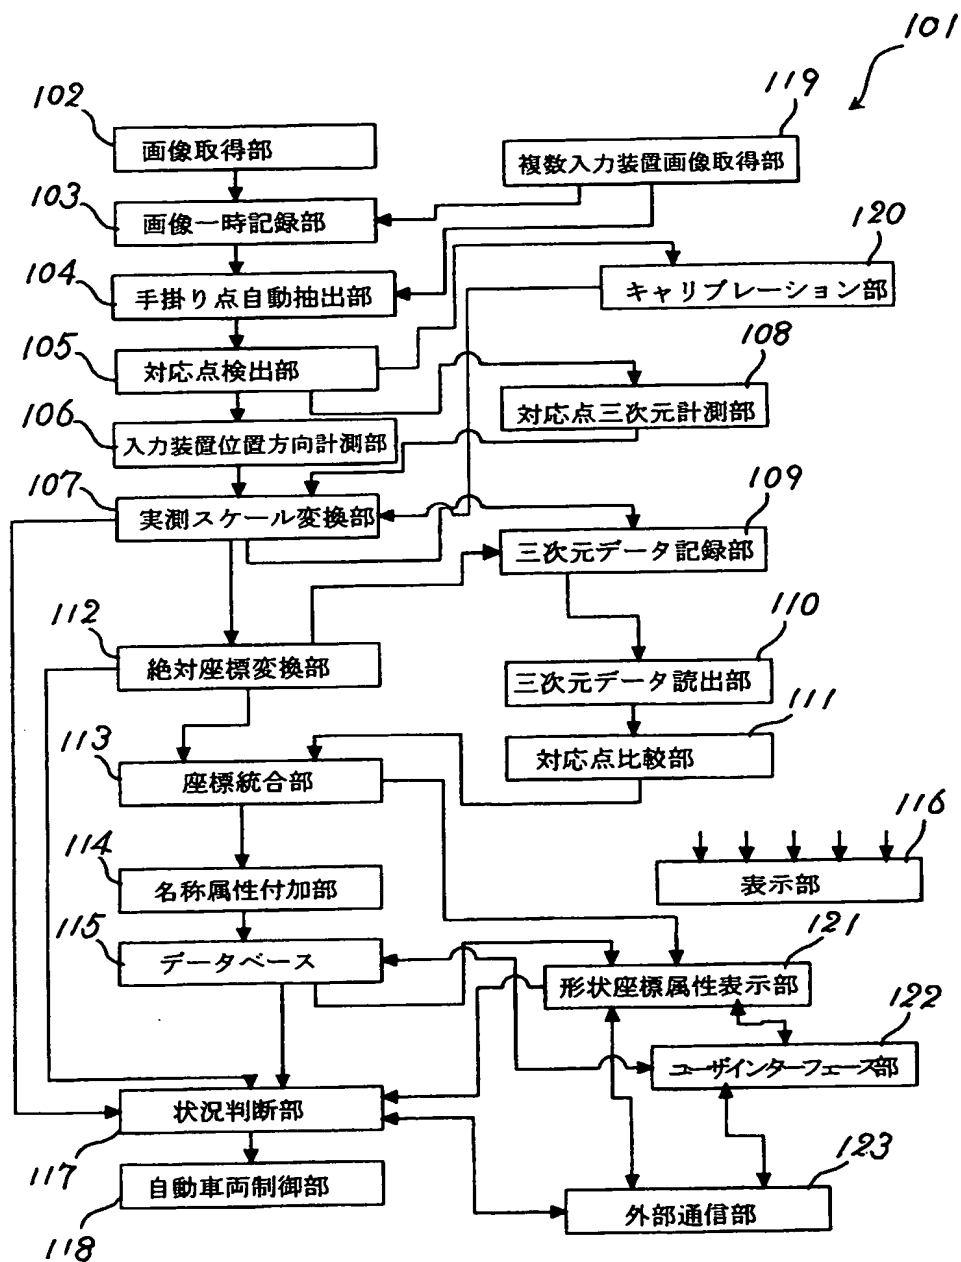 101
102
画像取得部
119
複数入力装置画像取得部
103
画像一時記録部
120
キャリブレーション部
104
手掛り点自動抽出部
105
対応点検出部
108
対応点三次元計測部
106
入力装置位置方向計測部
107
実測スケール変換部
109
三次元データ記録部
112
絶対座標変換部
110
三次元データ読出部
111
対応点比較部
113
座標統合部
116
表示部
114
名称属性付加部
115
データベース
121
形状座標属性表示部
122
ユーザインターフェース部
117
状況判断部
118
自動車両制御部
123
外部通信部